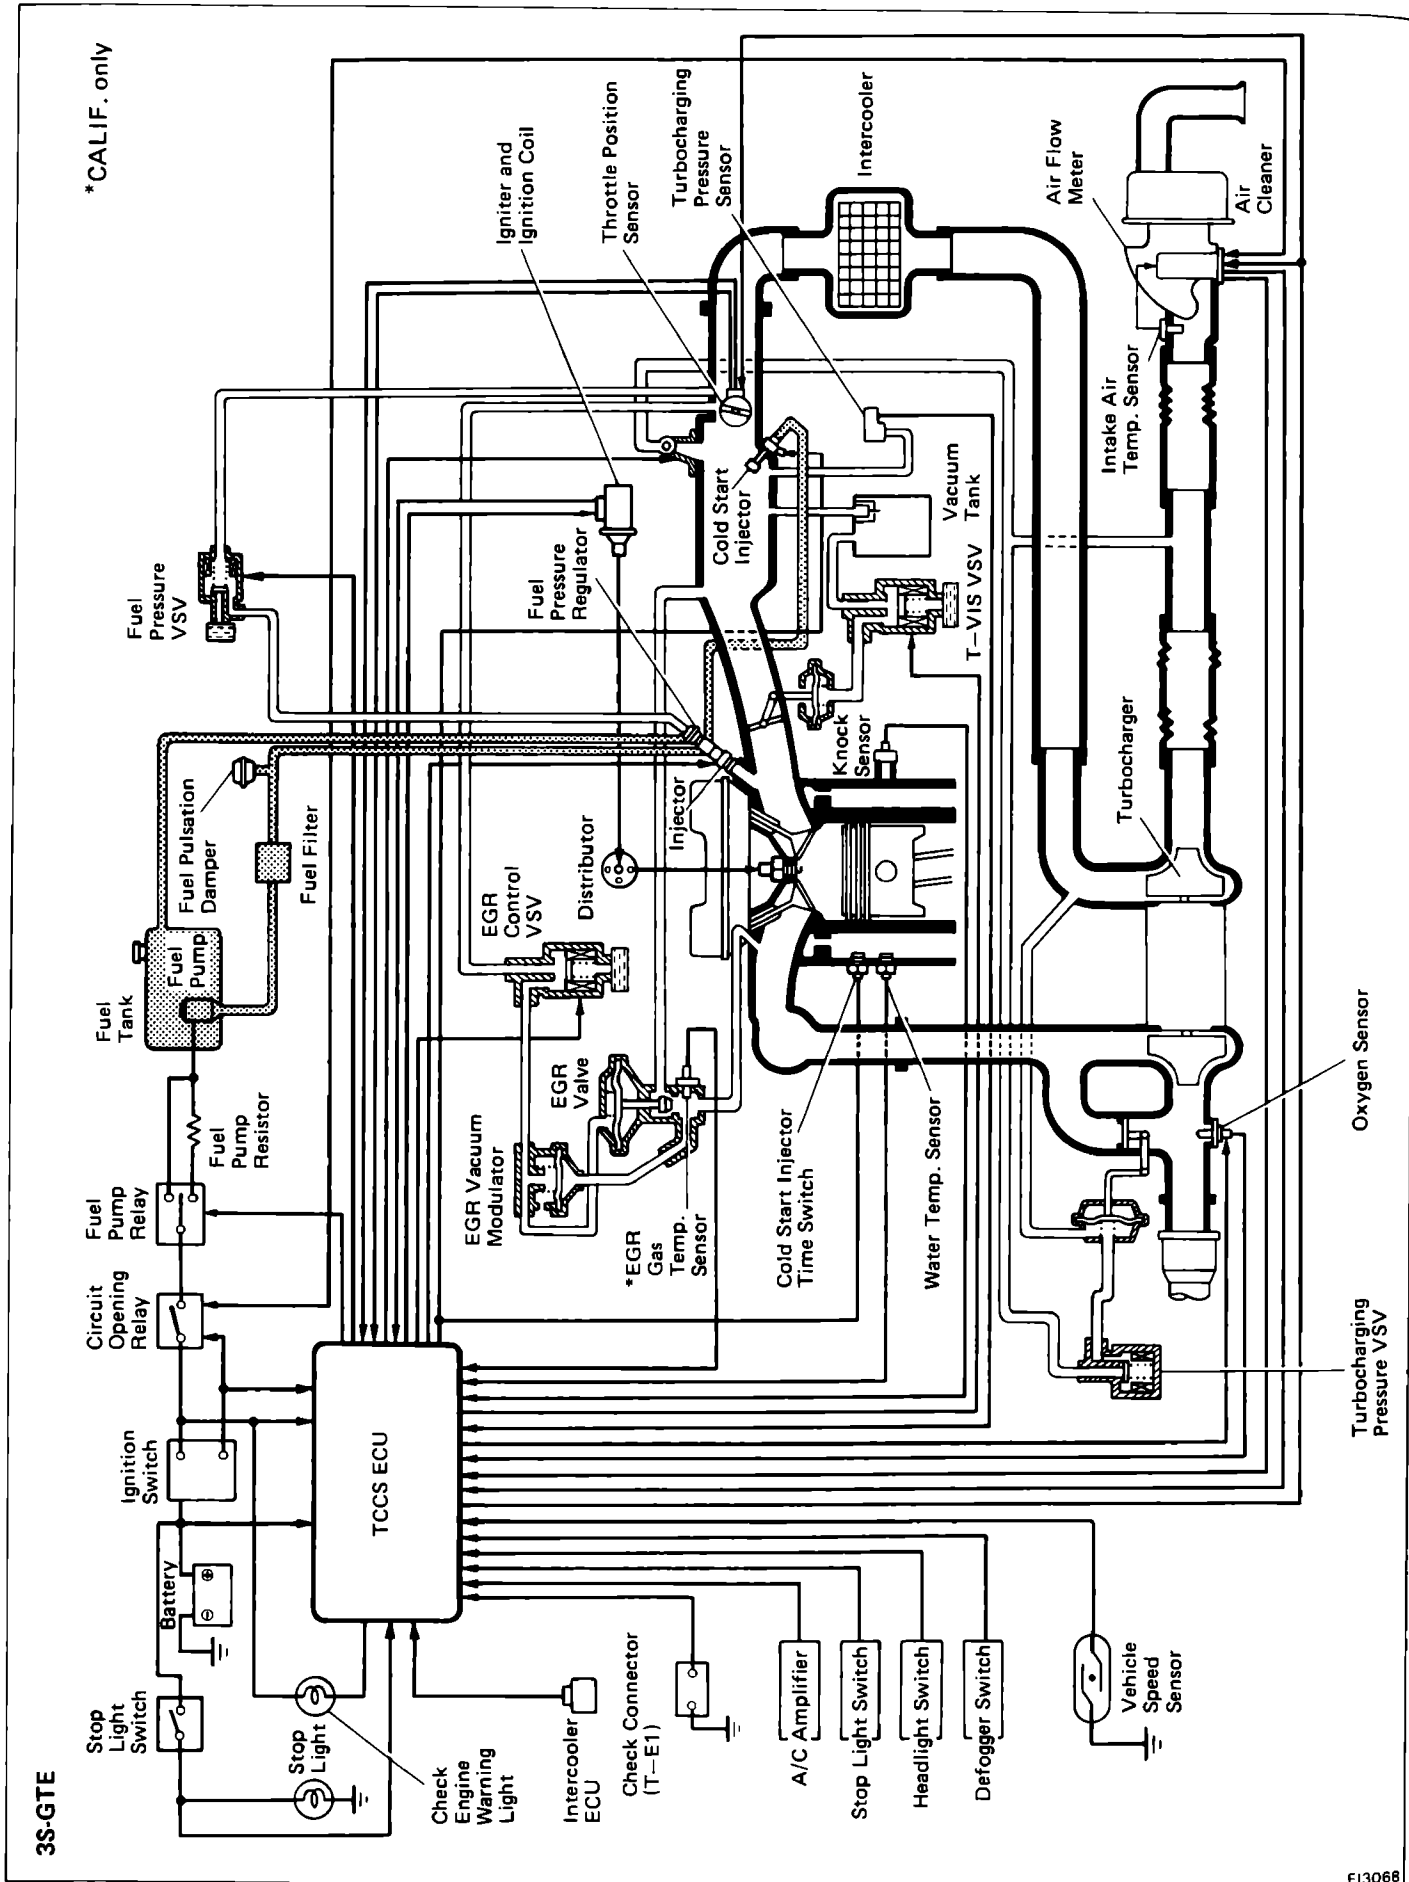 3S-GTE
*CALIF. only
Stop
Light
Switch
Battery
Ignition
Switch
Circuit
Opening
Relay
Fuel
Pump
Relay
Fuel
Pump
Resistor
Fuel
Tank
Fuel
Pump
Fuel Pulsation
Damper
Fuel Filter
Fuel
Pressure
VSV
Stop
Light
Check
Engine
Warning
Light
TCCS ECU
Intercooler
ECU
Check Connector
(T–E1)
A/C Amplifier
Stop Light Switch
Headlight Switch
Defogger Switch
Vehicle
Speed
Sensor
EGR Vacuum
Modulator
EGR
Valve
EGR
Control
VSV
*EGR
Gas
Temp.
Sensor
Distributor
Injector
Fuel
Pressure
Regulator
Igniter and
Ignition Coil
Throttle Position
Sensor
Turbocharging
Pressure
Sensor
Cold Start
Injector
Cold Start Injector
Time Switch
Water Temp. Sensor
Knock
Sensor
T–VIS VSV
Vacuum
Tank
Intercooler
Air Flow
Meter
Air
Cleaner
Intake Air
Temp. Sensor
Turbocharger
Oxygen Sensor
Turbocharging
Pressure VSV
FI3068